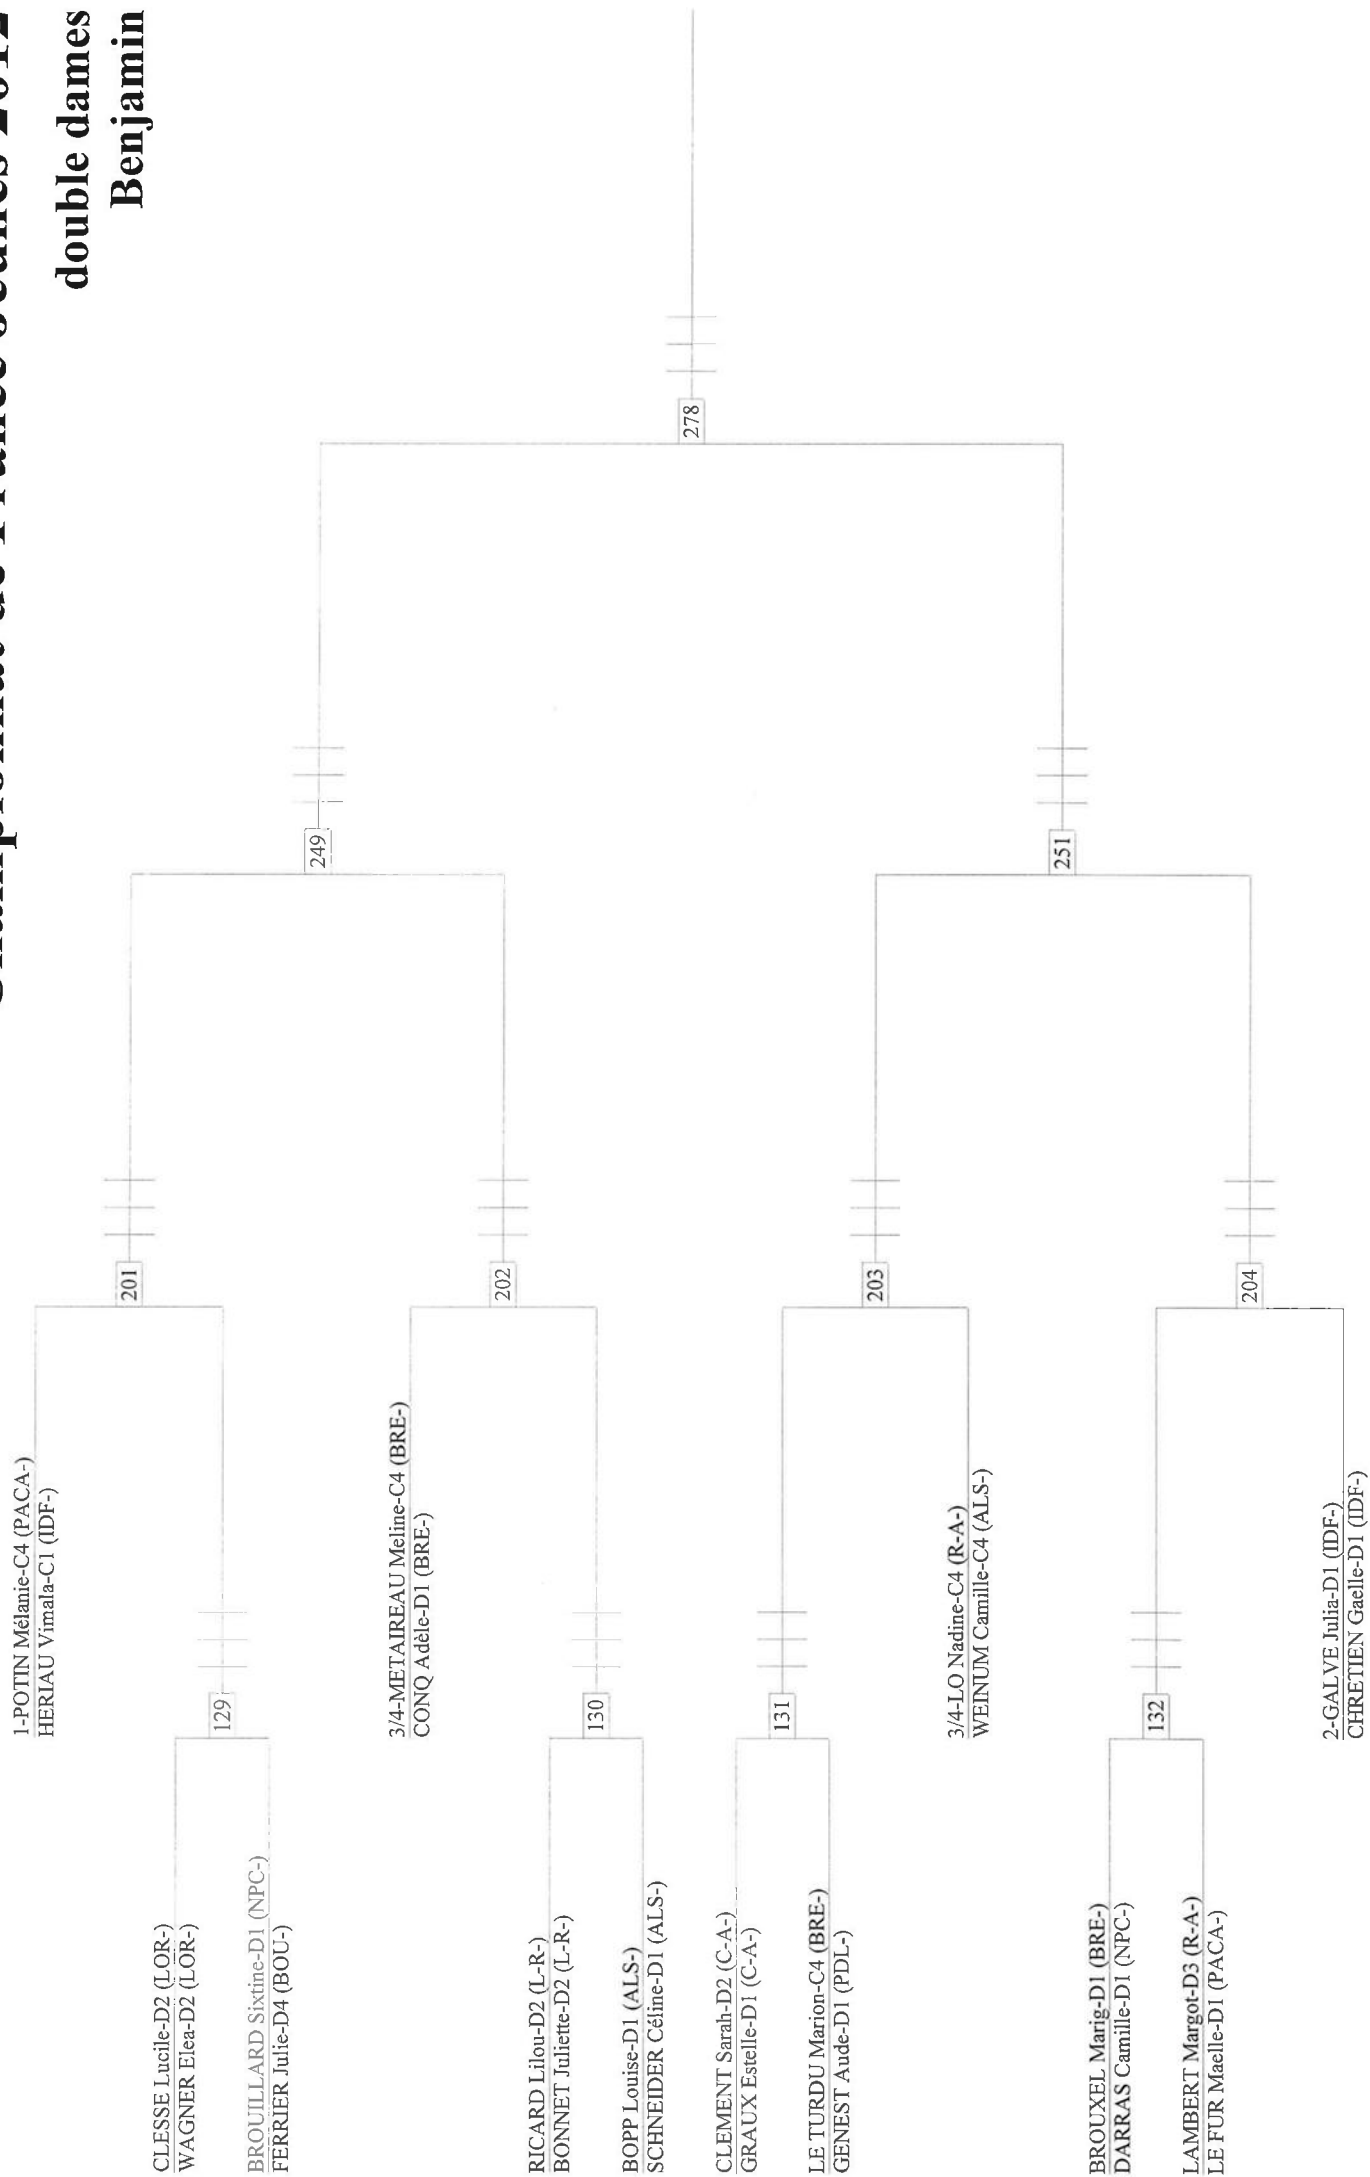 double dames
Benjamin
1-POTIN Mélanie-C4 (PACA-)
HERIAU Vimala-C1 (IDF-)
201
CLESSE Lucile-D2 (LOR-)
WAGNER Elea-D2 (LOR-)
129
BROUILLARD Sixtine-D1 (NPC-)
FERRIER Julie-D4 (BOU-)
249
3/4-METAIREAU Meline-C4 (BRE-)
CONQ Adèle-D1 (BRE-)
202
RICARD Lilou-D2 (L-R-)
BONNET Juliette-D2 (L-R-)
130
BOPP Louise-D1 (ALS-)
SCHNEIDER Céline-D1 (ALS-)
278
CLEMENT Sarah-D2 (C-A-)
GRAUX Estelle-D1 (C-A-)
131
LE TURDU Marion-C4 (BRE-)
GENEST Aude-D1 (PDL-)
203
3/4-LO Nadine-C4 (R-A-)
WEINUM Camille-C4 (ALS-)
251
BROUXEL Marig-D1 (BRE-)
DARRAS Camille-D1 (NPC-)
132
LAMBERT Margot-D3 (R-A-)
LE FUR Maelle-D1 (PACA-)
204
2-GALVE Julia-D1 (IDF-)
CHRETIEN Gaelle-D1 (IDF-)